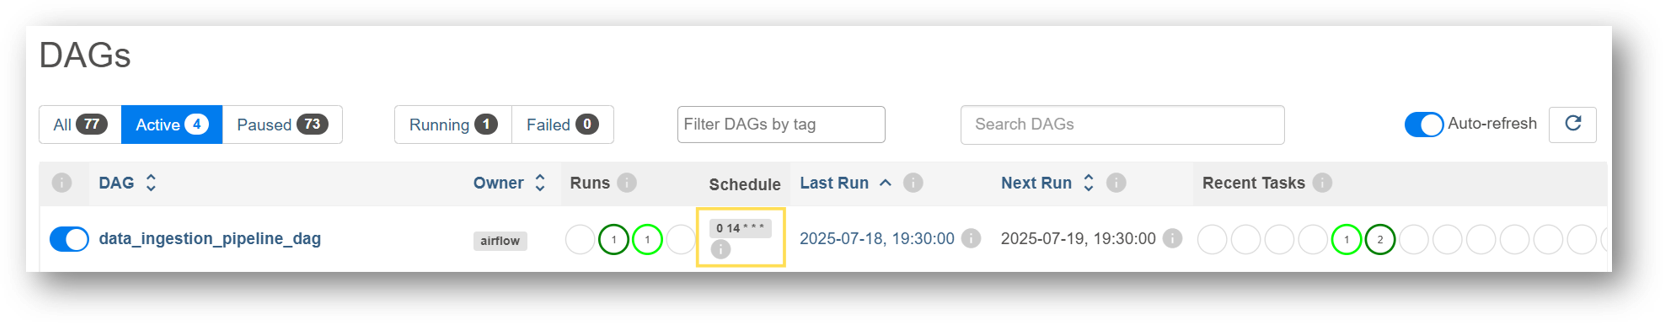 DAGs
All 77 Active 4 Paused 73 Running 1 Failed 0 Filter DAGs by tag Search DAGs Auto-refresh
i DAG Owner Runs i Schedule Last Run i Next Run i Recent Tasks i
data_ingestion_pipeline_dag airflow 1 1 0 14 * * * i 2025-07-18, 19:30:00 i 2025-07-19, 19:30:00 i 1 2